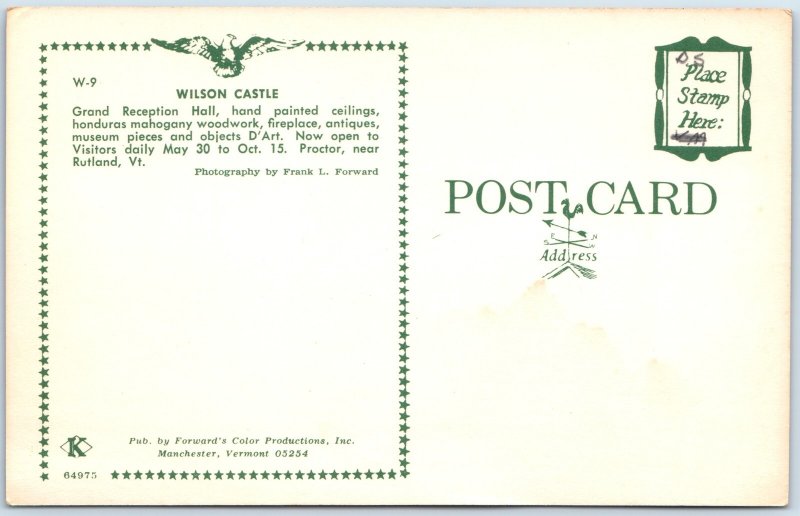 W-9
WILSON CASTLE
Grand Reception Hall, hand painted ceilings,
honduras mahogany woodwork, fireplace, antiques,
museum pieces and objects D'Art. Now open to
Visitors daily May 30 to Oct. 15. Proctor, near
Rutland, Vt.
Photography by Frank L. Forward
K
Pub. by Forward's Color Productions, Inc.
Manchester, Vermont 05254
64975
D.S
Place
Stamp
Here:
POST CARD
E N
S W
Address